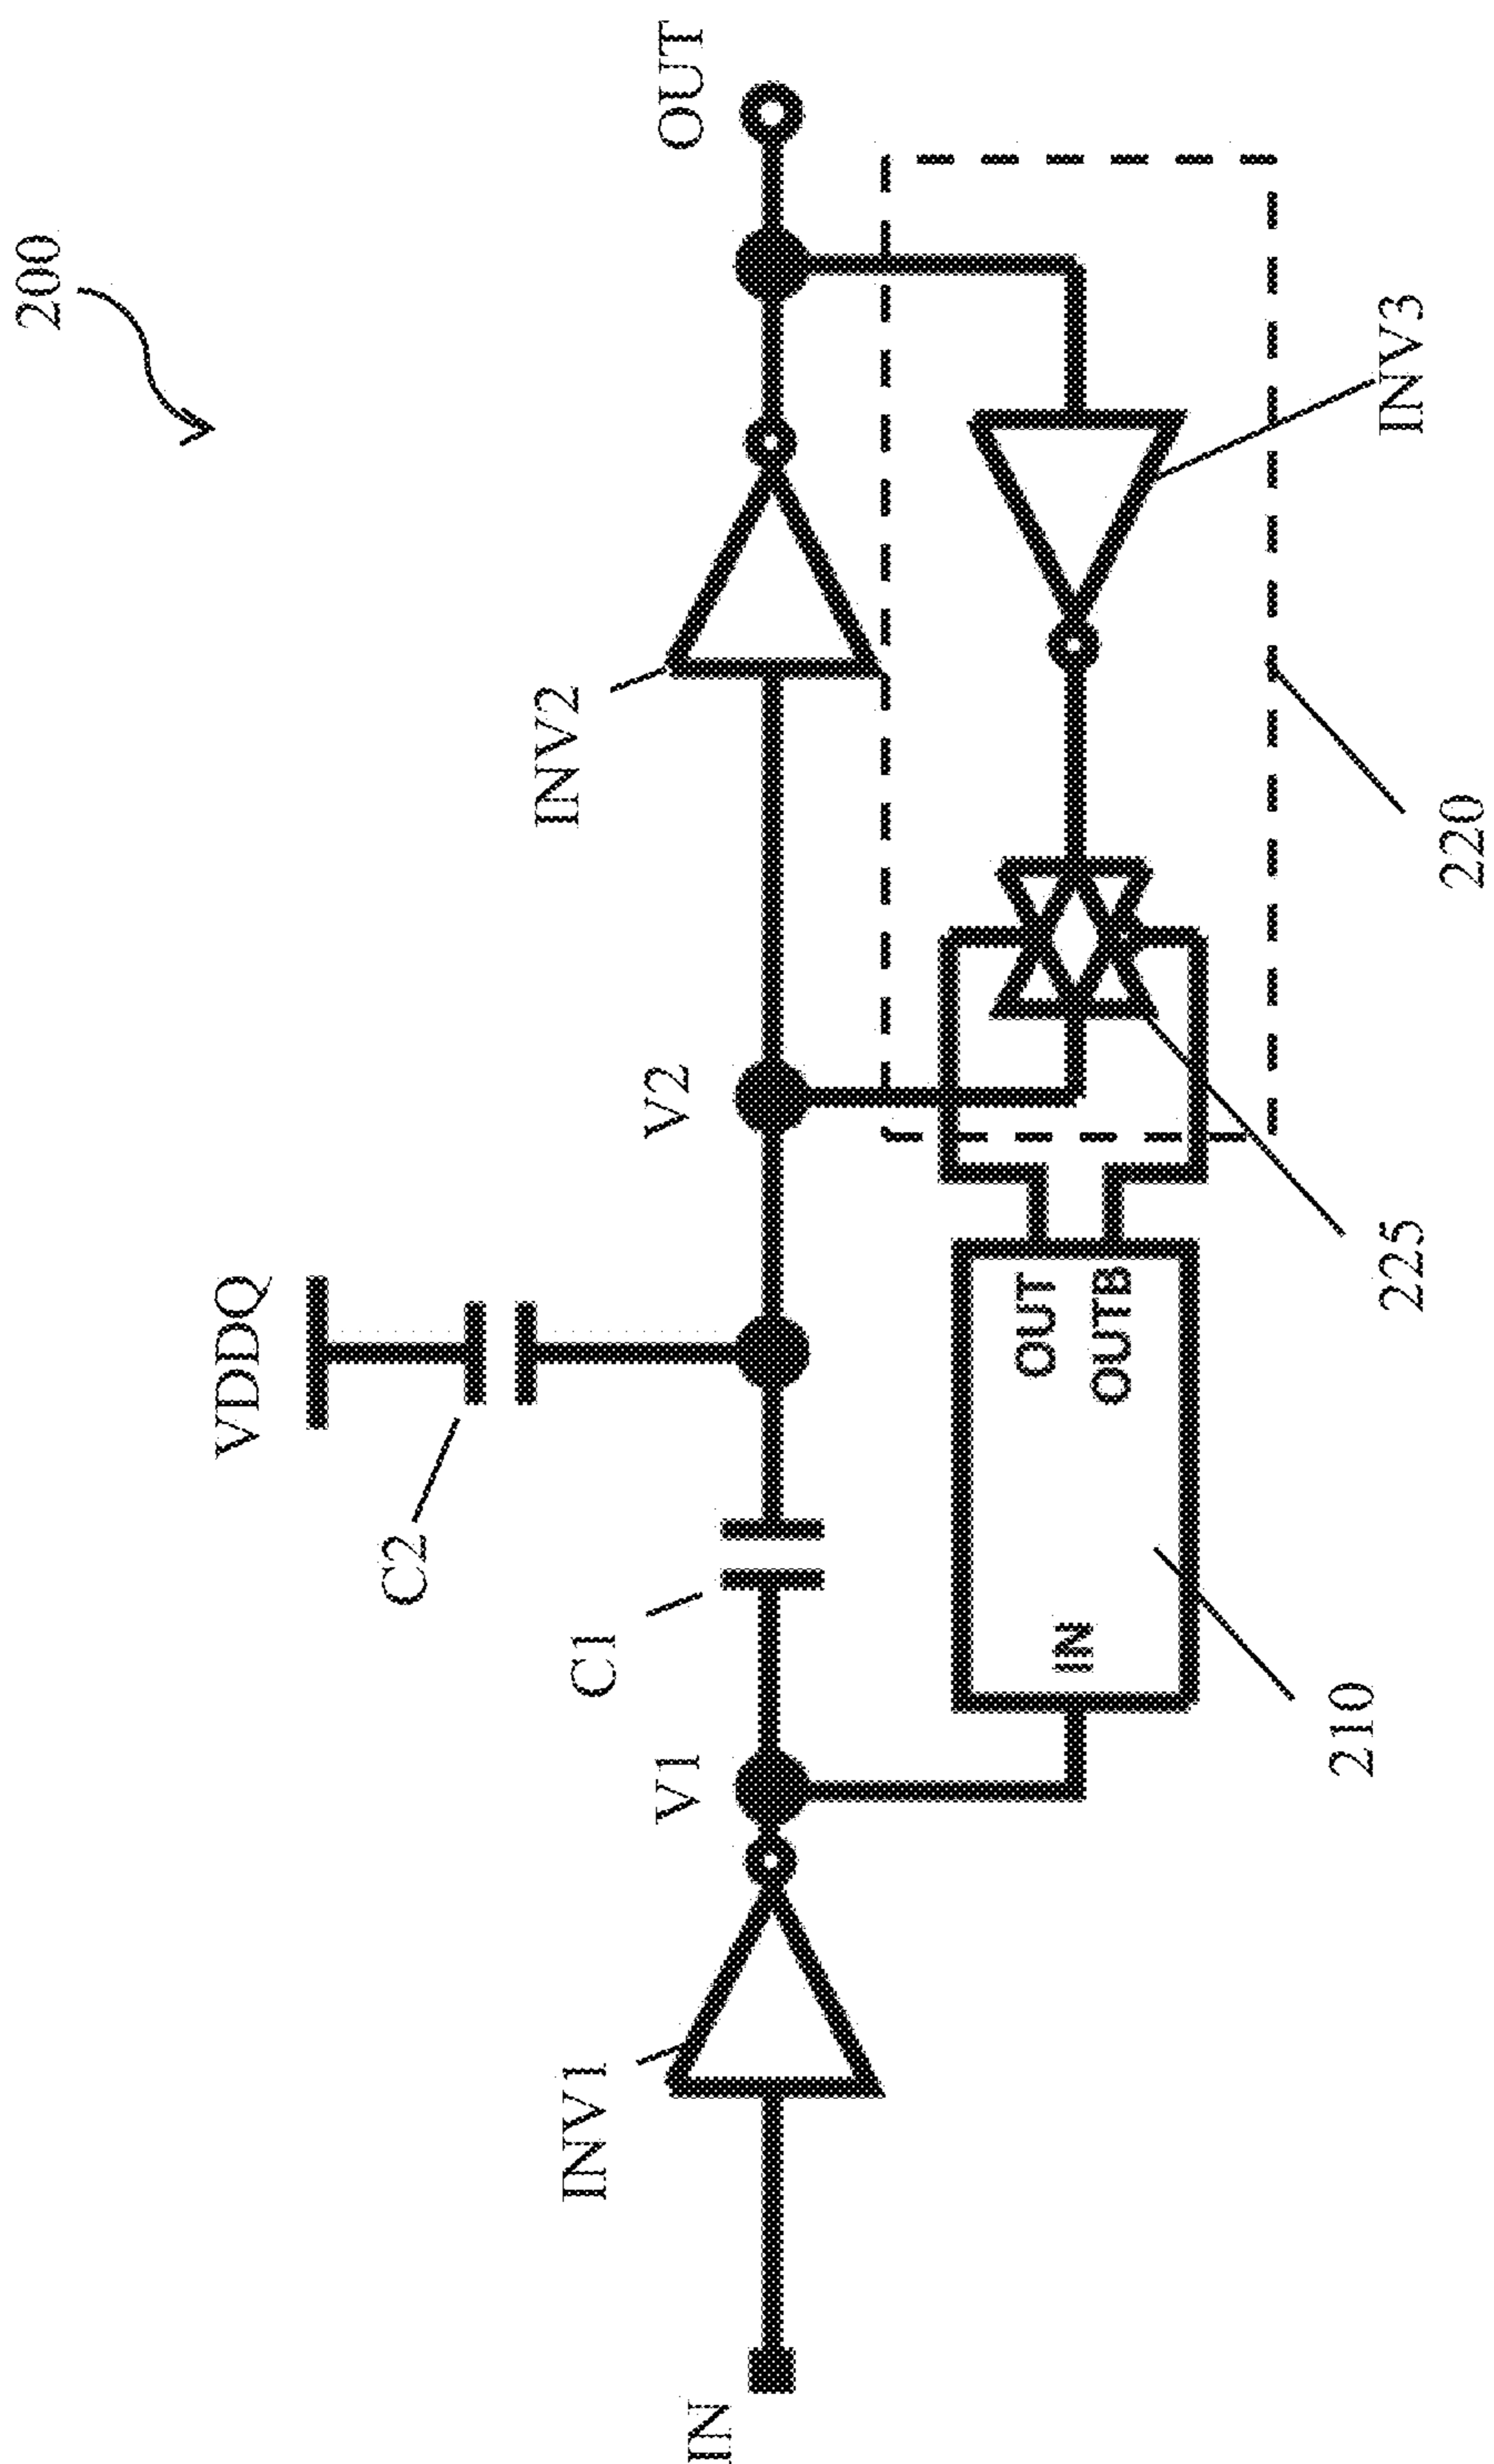 200
VDDQ
C2
INV2
OUT
V2
C1
V1
INV1
IN
IN
OUT
OUTB
INV3
220
225
210